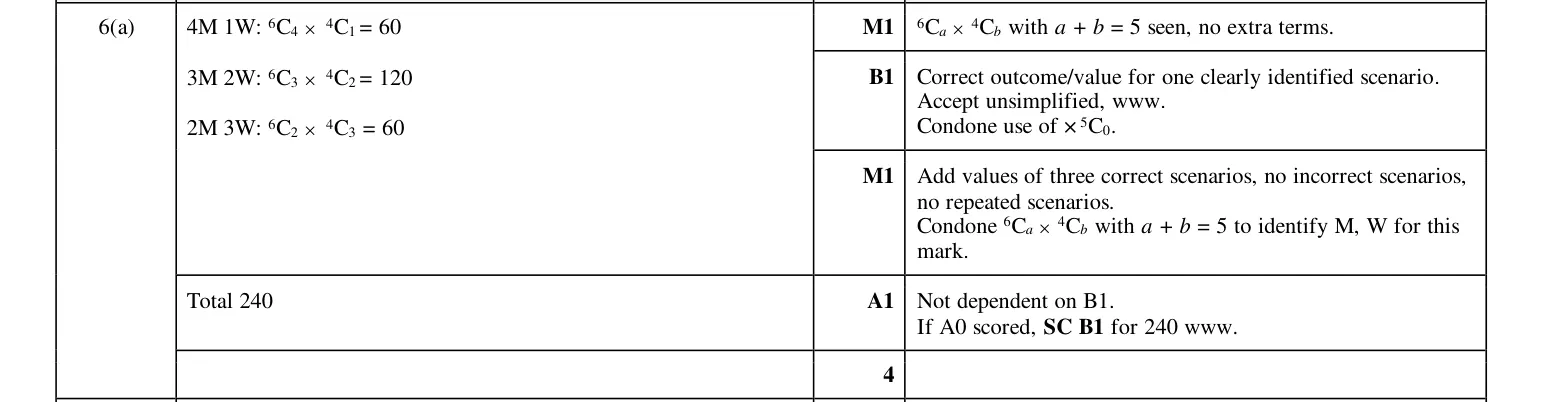 6(a) 4M 1W: ⁶C₄ × ⁴C₁ = 60 M1 ⁶Cₐ × ⁴C_b with a + b = 5 seen, no extra terms.
3M 2W: ⁶C₃ × ⁴C₂ = 120 B1 Correct outcome/value for one clearly identified scenario.
Accept unsimplified, www.
2M 3W: ⁶C₂ × ⁴C₃ = 60 Condone use of × ⁵C₀.
M1 Add values of three correct scenarios, no incorrect scenarios,
no repeated scenarios.
Condone ⁶Cₐ × ⁴C_b with a + b = 5 to identify M, W for this
mark.
Total 240 A1 Not dependent on B1.
If A0 scored, SC B1 for 240 www.
4